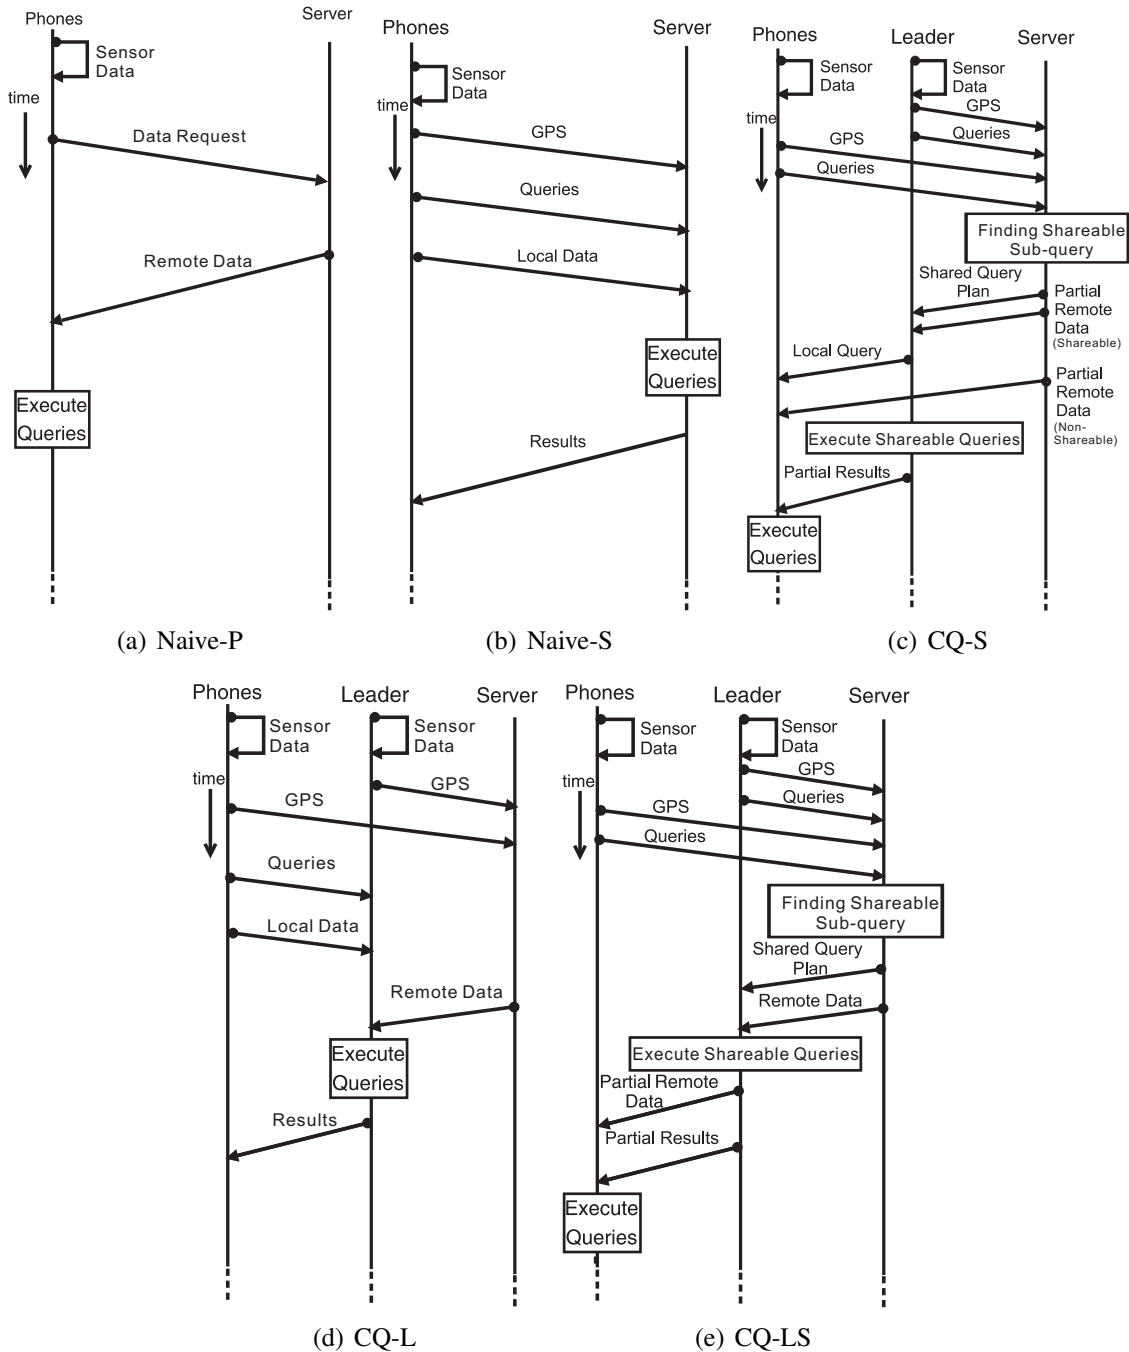 Phones
Server
Sensor
Data
time
Data Request
Remote Data
Execute
Queries
(a) Naive-P
Phones
Server
Sensor
Data
time
GPS
Queries
Local Data
Execute
Queries
Results
(b) Naive-S
Phones
Leader
Server
Sensor
Data
Sensor
Data
time
GPS
Queries
GPS
Queries
Finding Shareable
Sub-query
Shared Query
Plan
Partial
Remote
Data
(Shareable)
Local Query
Partial
Remote
Data
(Non-
Shareable)
Execute Shareable Queries
Partial Results
Execute
Queries
(c) CQ-S
Phones
Leader
Server
Sensor
Data
Sensor
Data
time
GPS
GPS
Queries
Local Data
Remote Data
Execute
Queries
Results
(d) CQ-L
Phones
Leader
Server
Sensor
Data
Sensor
Data
time
GPS
Queries
GPS
Queries
Finding Shareable
Sub-query
Shared Query
Plan
Remote Data
Execute Shareable Queries
Partial Remote
Data
Partial Results
Execute
Queries
(e) CQ-LS